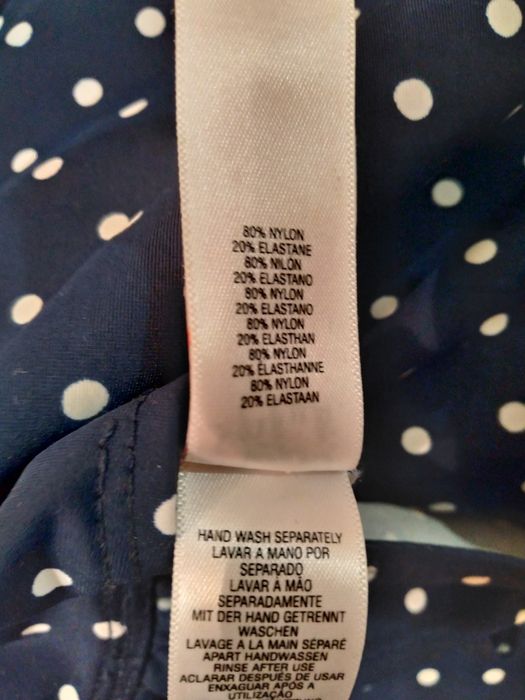 80% NYLON
20% ELASTANE
80% NILÓN
20% ELASTANO
80% NYLON
20% ELASTANO
80% NYLON
20% ELASTHAN
80% NYLON
20% ELASTHANNE
80% NYLON
20% ELASTAAN
HAND WASH SEPARATELY
LAVAR A MANO POR
SEPARADO
LAVAR À MÃO
SEPARADAMENTE
MIT DER HAND GETRENNT
WASCHEN
LAVAGE A LA MAIN SÉPARÉ
APART HANDWASSEN
RINSE AFTER USE
ACLARAR DESPUÉS DE USAR
ENXAGUAR APÓS A
UTILIZAÇÃO